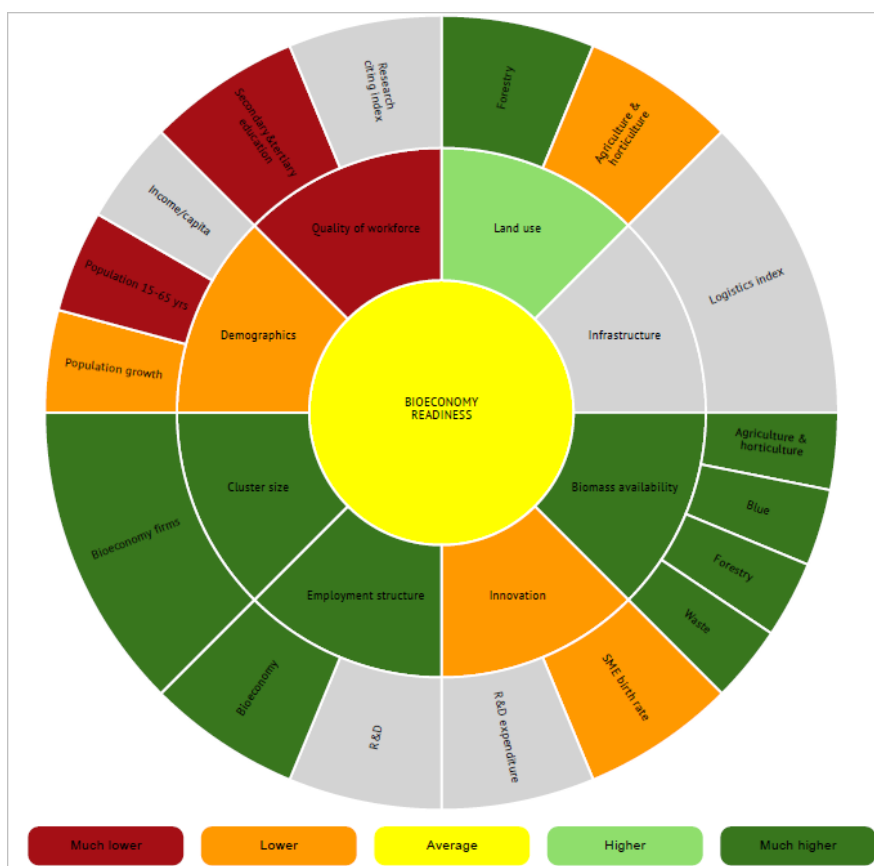 Research
citing index
Forestry
Secondary&tertiary
education
Agriculture &
horticulture
Income/capita
Quality of workforce
Land use
Population 15-65 yrs
Logistics index
Demographics
Infrastructure
Population growth
BIOECONOMY
READINESS
Agriculture &
horticulture
Cluster size
Biomass availability
Blue
Bioeconomy firms
Forestry
Employment structure
Innovation
Waste
Bioeconomy
SME birth rate
R&D
R&D expenditure
Much lower
Lower
Average
Higher
Much higher